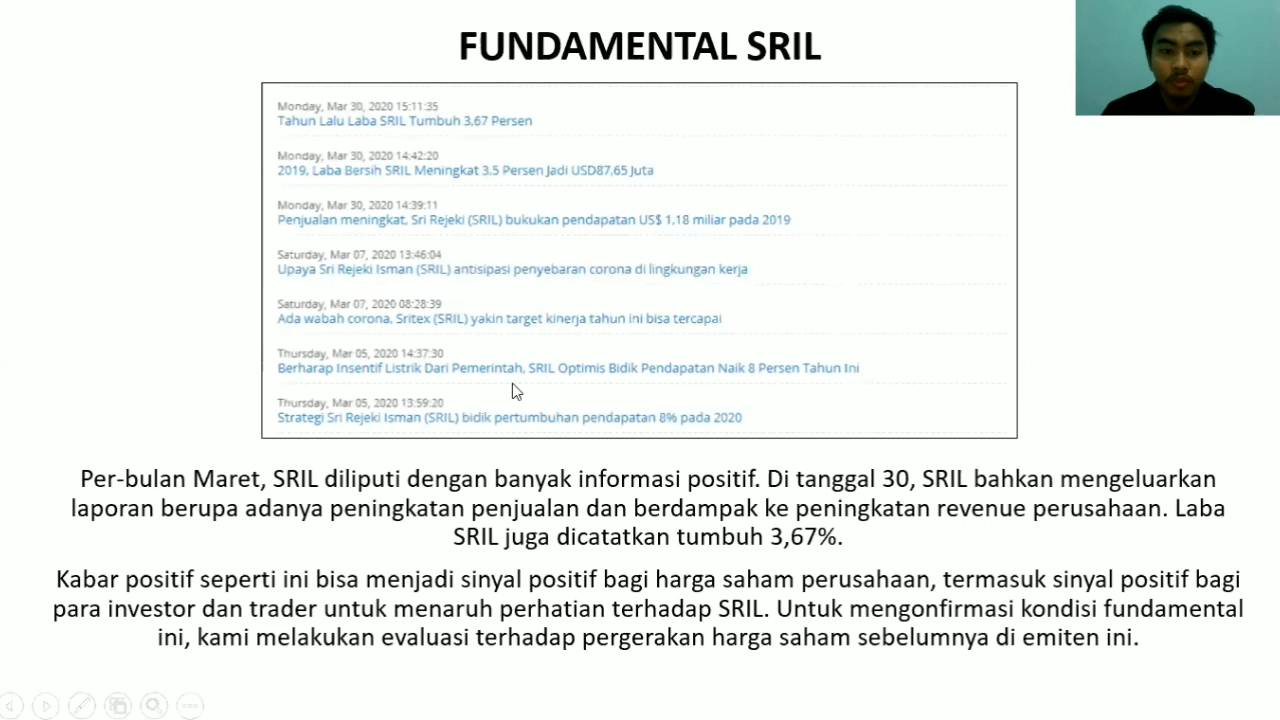 FUNDAMENTAL SRIL
Monday, Mar 30, 2020 15:11:35
Tahun Lalu Laba SRIL Tumbuh 3,67 Persen
Monday, Mar 30, 2020 14:42:20
2019, Laba Bersih SRIL Meningkat 3.5 Persen Jadi USD87,65 Juta
Monday, Mar 30, 2020 14:39:11
Penjualan meningkat, Sri Rejeki (SRIL) bukukan pendapatan US$ 1,18 miliar pada 2019
Saturday, Mar 07, 2020 13:46:04
Upaya Sri Rejeki Isman (SRIL) antisipasi penyebaran corona di lingkungan kerja
Saturday, Mar 07, 2020 08:28:39
Ada wabah corona, Sritex (SRIL) yakin target kinerja tahun ini bisa tercapai
Thursday, Mar 05, 2020 14:37:30
Berharap Insentif Listrik Dari Pemerintah, SRIL Optimis Bidik Pendapatan Naik 8 Persen Tahun Ini
Thursday, Mar 05, 2020 13:59:20
Strategi Sri Rejeki Isman (SRIL) bidik pertumbuhan pendapatan 8% pada 2020
Per-bulan Maret, SRIL diliputi dengan banyak informasi positif. Di tanggal 30, SRIL bahkan mengeluarkan
laporan berupa adanya peningkatan penjualan dan berdampak ke peningkatan revenue perusahaan. Laba
SRIL juga dicatatkan tumbuh 3,67%.
Kabar positif seperti ini bisa menjadi sinyal positif bagi harga saham perusahaan, termasuk sinyal positif bagi
para investor dan trader untuk menaruh perhatian terhadap SRIL. Untuk mengonfirmasi kondisi fundamental
ini, kami melakukan evaluasi terhadap pergerakan harga saham sebelumnya di emiten ini.